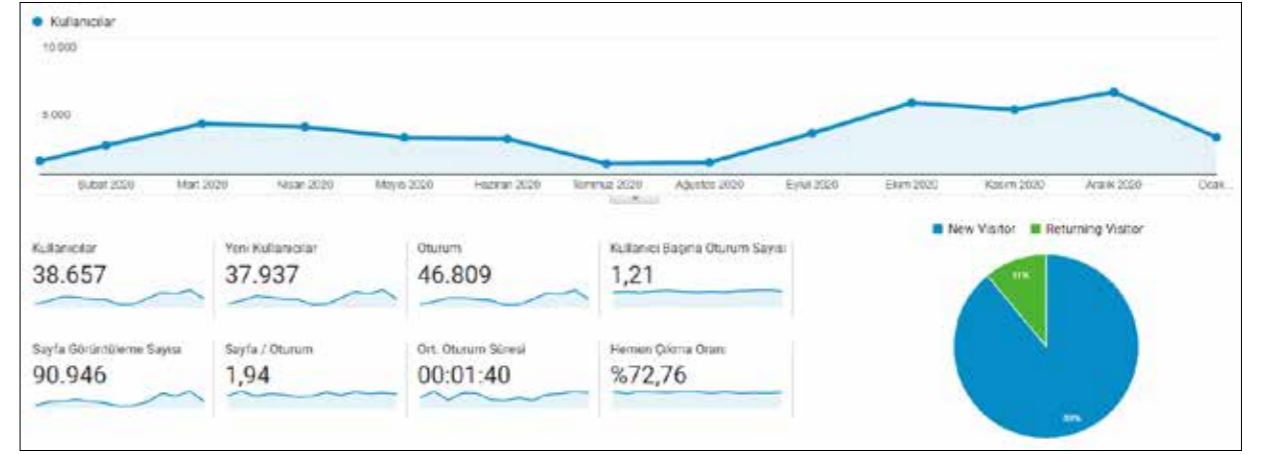 Kullanıcılar
10.000
5.000
Şubat 2020 Mart 2020 Nisan 2020 Mayıs 2020 Haziran 2020 Temmuz 2020 Ağustos 2020 Eylül 2020 Ekim 2020 Kasım 2020 Aralık 2020 Ocak...
New Visitor Returning Visitor
Kullanıcılar Yeni Kullanıcılar Oturum Kullanıcı Başına Oturum Sayısı
38.657 37.937 46.809 1,21
11%
Sayfa Görüntüleme Sayısı Sayfa / Oturum Ort. Oturum Süresi Hemen Çıkma Oranı
90.946 1,94 00:01:40 %72,76
89%